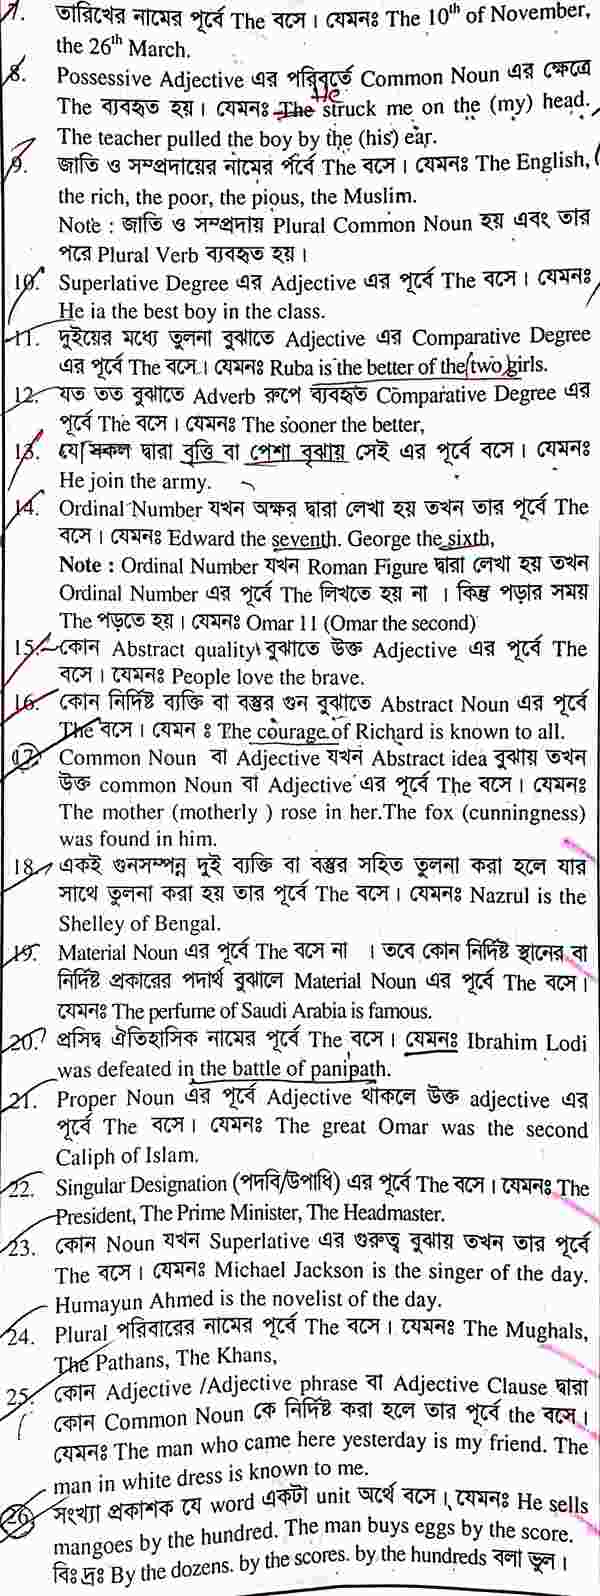 7. তারিখের নামের পূর্বে The বসে। যেমনঃ The 10th of November,
the 26th March.
8. Possessive Adjective এর পরিবর্তে Common Noun এর ক্ষেত্রে
The ব্যবহৃত হয়। যেমনঃ The He struck me on the (my) head.
The teacher pulled the boy by the (his) ear.
9. জাতি ও সম্প্রদায়ের নামের পর্বে The বসে। যেমনঃ The English,
the rich, the poor, the pious, the Muslim.
Note : জাতি ও সম্প্রদায় Plural Common Noun হয় এবং তার
পরে Plural Verb ব্যবহৃত হয়।
10. Superlative Degree এর Adjective এর পূর্বে The বসে। যেমনঃ
He ia the best boy in the class.
11. দুইয়ের মধ্যে তুলনা বুঝাতে Adjective এর Comparative Degree
এর পূর্বে The বসে। যেমনঃ Ruba is the better of the (two) girls.
12. যত তত বুঝাতে Adverb রুপে ব্যবহৃত Comparative Degree এর
পূর্বে The বসে। যেমনঃ The sooner the better,
13. যে সকল দ্বারা বৃত্তি বা পেশা বুঝায় সেই এর পূর্বে বসে। যেমনঃ
He join the army.
14. Ordinal Number যখন অক্ষর দ্বারা লেখা হয় তখন তার পূর্বে The
বসে। যেমনঃ Edward the seventh. George the sixth,
Note : Ordinal Number যখন Roman Figure দ্বারা লেখা হয় তখন
Ordinal Number এর পূর্বে The লিখতে হয় না । কিন্তু পড়ার সময়
The পড়তে হয়। যেমনঃ Omar 11 (Omar the second)
15. কোন Abstract quality বুঝাতে উক্ত Adjective এর পূর্বে The
বসে। যেমনঃ People love the brave.
16. কোন নির্দিষ্ট ব্যক্তি বা বস্তুর গুন বুঝাতে Abstract Noun এর পূর্বে
The বসে। যেমন ঃ The courage of Richard is known to all.
17. Common Noun বা Adjective যখন Abstract idea বুঝায় তখন
উক্ত common Noun বা Adjective এর পূর্বে The বসে। যেমনঃ
The mother (motherly ) rose in her.The fox (cunningness)
was found in him.
18. একই গুনসম্পন্ন দুই ব্যক্তি বা বস্তুর সহিত তুলনা করা হলে যার
সাথে তুলনা করা হয় তার পূর্বে The বসে। যেমনঃ Nazrul is the
Shelley of Bengal.
19. Material Noun এর পূর্বে The বসে না । তবে কোন নির্দিষ্ট স্থানের বা
নির্দিষ্ট প্রকারের পদার্থ বুঝালে Material Noun এর পূর্বে The বসে।
যেমনঃ The perfume of Saudi Arabia is famous.
20. প্রসিদ্ব ঐতিহাসিক নামের পূর্বে The বসে। যেমনঃ Ibrahim Lodi
was defeated in the battle of panipath.
21. Proper Noun এর পূর্বে Adjective থাকলে উক্ত adjective এর
পূর্বে The বসে। যেমনঃ The great Omar was the second
Caliph of Islam.
22. Singular Designation (পদবি/উপাধি) এর পূর্বে The বসে। যেমনঃ The
President, The Prime Minister, The Headmaster.
23. কোন Noun যখন Superlative এর গুরুত্ব বুঝায় তখন তার পূর্বে
The বসে। যেমনঃ Michael Jackson is the singer of the day.
Humayun Ahmed is the novelist of the day.
24. Plural পরিবারের নামের পূর্বে The বসে। যেমনঃ The Mughals,
The Pathans, The Khans,
25. কোন Adjective /Adjective phrase বা Adjective Clause দ্বারা
কোন Common Noun কে নির্দিষ্ট করা হলে তার পূর্বে the বসে।
যেমনঃ The man who came here yesterday is my friend. The
man in white dress is known to me.
26. সংখ্যা প্রকাশক যে word একটা unit অর্থে বসে। যেমনঃ He sells
mangoes by the hundred. The man buys eggs by the score.
বিঃ দ্রঃ By the dozens. by the scores. by the hundreds বলা ভুল।